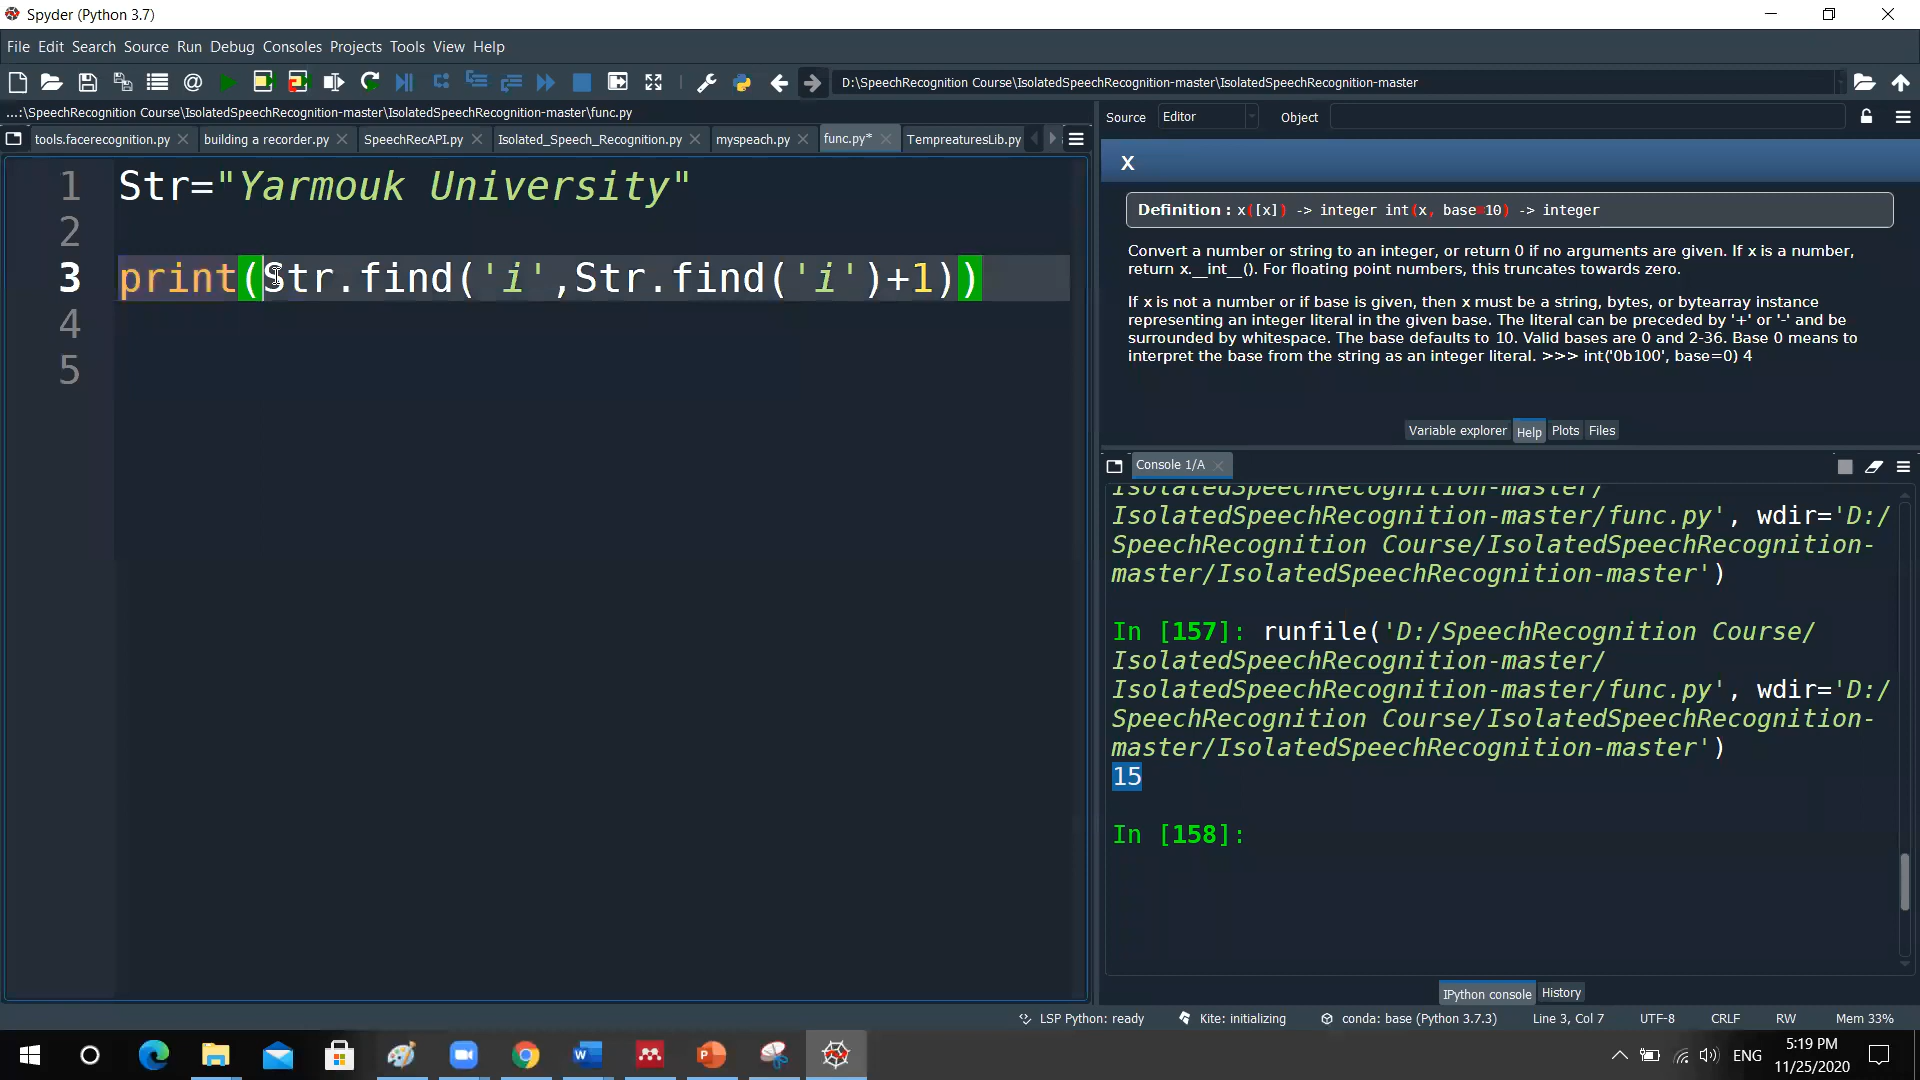 Spyder (Python 3.7)
File Edit Search Source Run Debug Consoles Projects Tools View Help
D:\SpeechRecognition Course\IsolatedSpeechRecognition-master\IsolatedSpeechRecognition-master
...:\SpeechRecognition Course\IsolatedSpeechRecognition-master\IsolatedSpeechRecognition-master\func.py
tools.facerecognition.py building a recorder.py SpeechRecAPI.py Isolated_Speech_Recognition.py myspeach.py func.py* TempreaturesLib.py
1 Str="Yarmouk University"
2
3 print(Str.find('i',Str.find('i')+1))
4
5
Source Editor Object
X
Definition : x([x]) -> integer int(x, base=10) -> integer
Convert a number or string to an integer, or return 0 if no arguments are given. If x is a number,
return x.__int__(). For floating point numbers, this truncates towards zero.
If x is not a number or if base is given, then x must be a string, bytes, or bytearray instance
representing an integer literal in the given base. The literal can be preceded by '+' or '-' and be
surrounded by whitespace. The base defaults to 10. Valid bases are 0 and 2-36. Base 0 means to
interpret the base from the string as an integer literal. >>> int('0b100', base=0) 4
Variable explorer Help Plots Files
Console 1/A
IsolatedSpeechRecognition-master/
IsolatedSpeechRecognition-master/func.py', wdir='D:/
SpeechRecognition Course/IsolatedSpeechRecognition-
master/IsolatedSpeechRecognition-master')
In [157]: runfile('D:/SpeechRecognition Course/
IsolatedSpeechRecognition-master/
IsolatedSpeechRecognition-master/func.py', wdir='D:/
SpeechRecognition Course/IsolatedSpeechRecognition-
master/IsolatedSpeechRecognition-master')
15
In [158]:
IPython console History
LSP Python: ready Kite: initializing conda: base (Python 3.7.3) Line 3, Col 7 UTF-8 CRLF RW Mem 33%
ENG
5:19 PM
11/25/2020